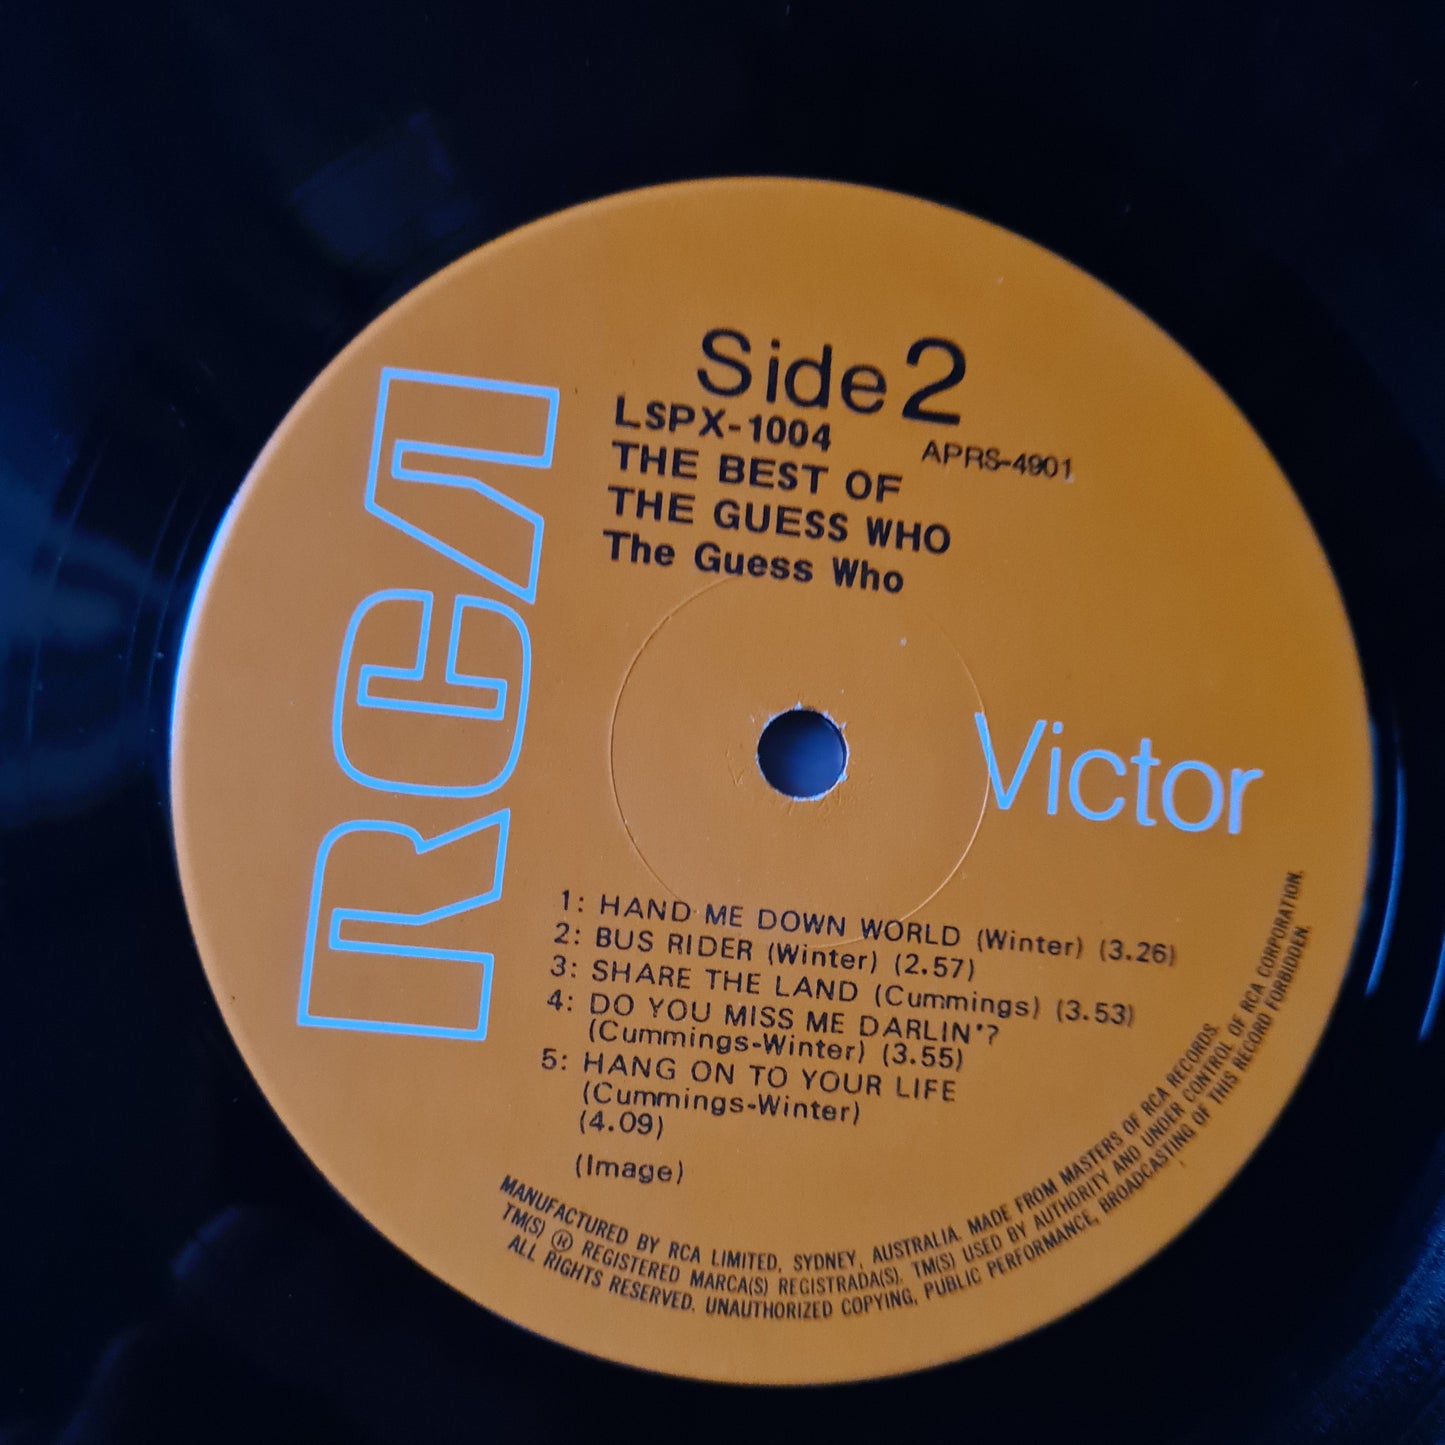 Side 2
LSPX-1004
APRS-4901
THE BEST OF
THE GUESS WHO
The Guess Who
RCA
Victor
1: HAND ME DOWN WORLD (Winter) (3.26)
2: BUS RIDER (Winter) (2.57)
3: SHARE THE LAND (Cummings) (3.53)
4: DO YOU MISS ME DARLIN'?
(Cummings-Winter) (3.55)
5: HANG ON TO YOUR LIFE
(Cummings-Winter)
(4.09)
(Image)
MANUFACTURED BY RCA LIMITED, SYDNEY, AUSTRALIA. MADE FROM MASTERS OF RCA RECORDS.
TM(S) ® REGISTERED MARCA(S) REGISTRADA(S). TM(S) USED BY AUTHORITY AND UNDER CONTROL OF RCA CORPORATION.
ALL RIGHTS RESERVED. UNAUTHORIZED COPYING, PUBLIC PERFORMANCE, BROADCASTING OF THIS RECORD FORBIDDEN.